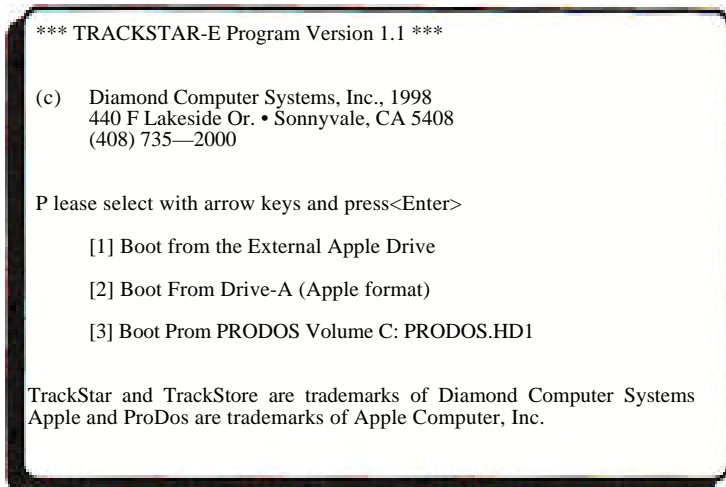 *** TRACKSTAR-E Program Version 1.1 ***
(c) Diamond Computer Systems, Inc., 1998
440 F Lakeside Or. • Sonnyvale, CA 5408
(408) 735—2000
P lease select with arrow keys and press<Enter>
[1] Boot from the External Apple Drive
[2] Boot From Drive-A (Apple format)
[3] Boot Prom PRODOS Volume C: PRODOS.HD1
TrackStar and TrackStore are trademarks of Diamond Computer Systems
Apple and ProDos are trademarks of Apple Computer, Inc.